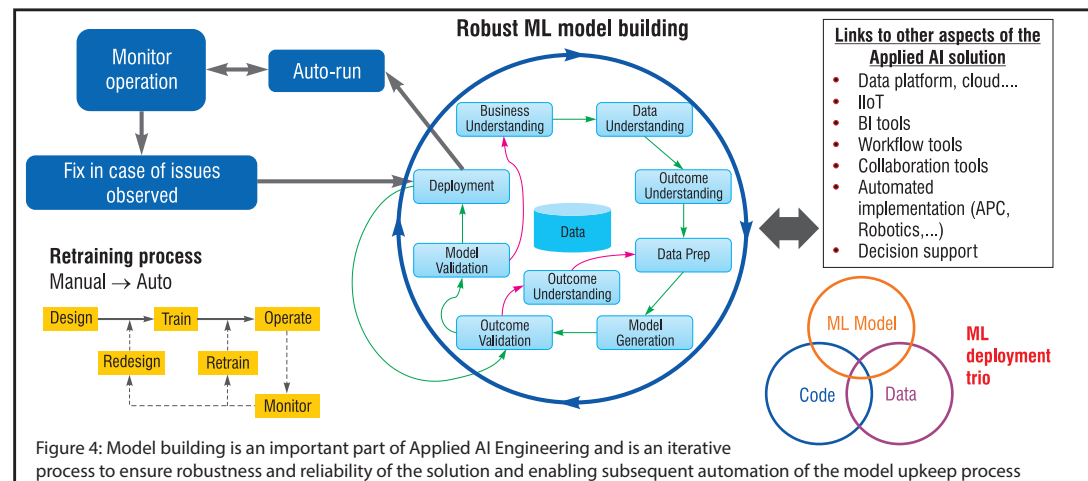 Robust ML model building
Monitor
operation
Auto-run
Fix in case of issues
observed
Business
Understanding
Data
Understanding
Outcome
Understanding
Data Prep
Model
Generation
Outcome
Validation
Outcome
Understanding
Model
Validation
Deployment
Data
Links to other aspects of the
Applied AI solution
• Data platform, cloud....
• IIoT
• BI tools
• Workflow tools
• Collaboration tools
• Automated
implementation (APC,
Robotics,...)
• Decision support
Retraining process
Manual → Auto
Design
Train
Operate
Redesign
Retrain
Monitor
ML Model
Code
Data
ML
deployment
trio
Figure 4: Model building is an important part of Applied AI Engineering and is an iterative
process to ensure robustness and reliability of the solution and enabling subsequent automation of the model upkeep process